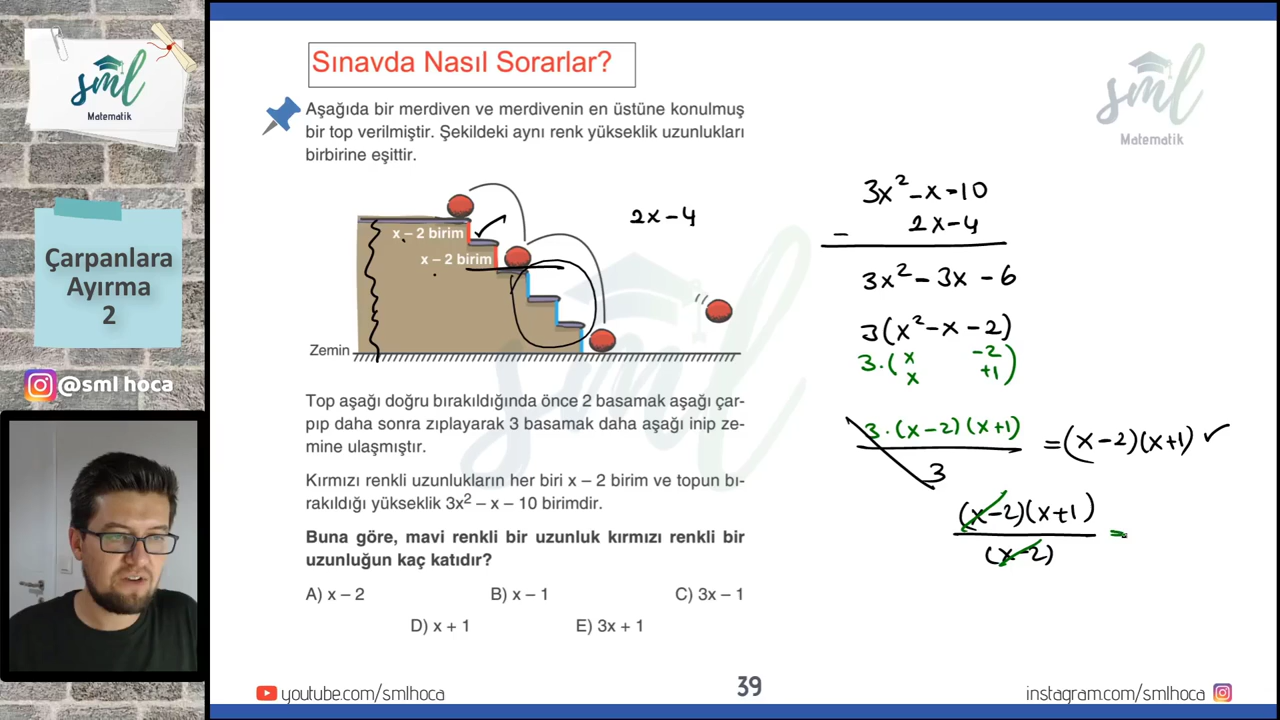 sml
Matematik
Çarpanlara
Ayırma
2
@sml hoca
Sınavda Nasıl Sorarlar?
Aşağıda bir merdiven ve merdivenin en üstüne konulmuş
bir top verilmiştir. Şekildeki aynı renk yükseklik uzunlukları
birbirine eşittir.
x – 2 birim
x – 2 birim
Zemin
2x-4
Top aşağı doğru bırakıldığında önce 2 basamak aşağı çar-
pıp daha sonra zıplayarak 3 basamak daha aşağı inip ze-
mine ulaşmıştır.
Kırmızı renkli uzunlukların her biri x – 2 birim ve topun bı-
rakıldığı yükseklik 3x² – x – 10 birimdir.
Buna göre, mavi renkli bir uzunluk kırmızı renkli bir
uzunluğun kaç katıdır?
A) x – 2 B) x – 1 C) 3x – 1
D) x + 1 E) 3x + 1
sml
Matematik
3x²-x-10
- 2x-4
3x²-3x-6
3(x²-x-2)
3.(x -2
x +1)
3.(x-2)(x+1)
3
=(x-2)(x+1) ✓
(x-2)(x+1)
(x-2)
=
youtube.com/smlhoca
39
instagram.com/smlhoca